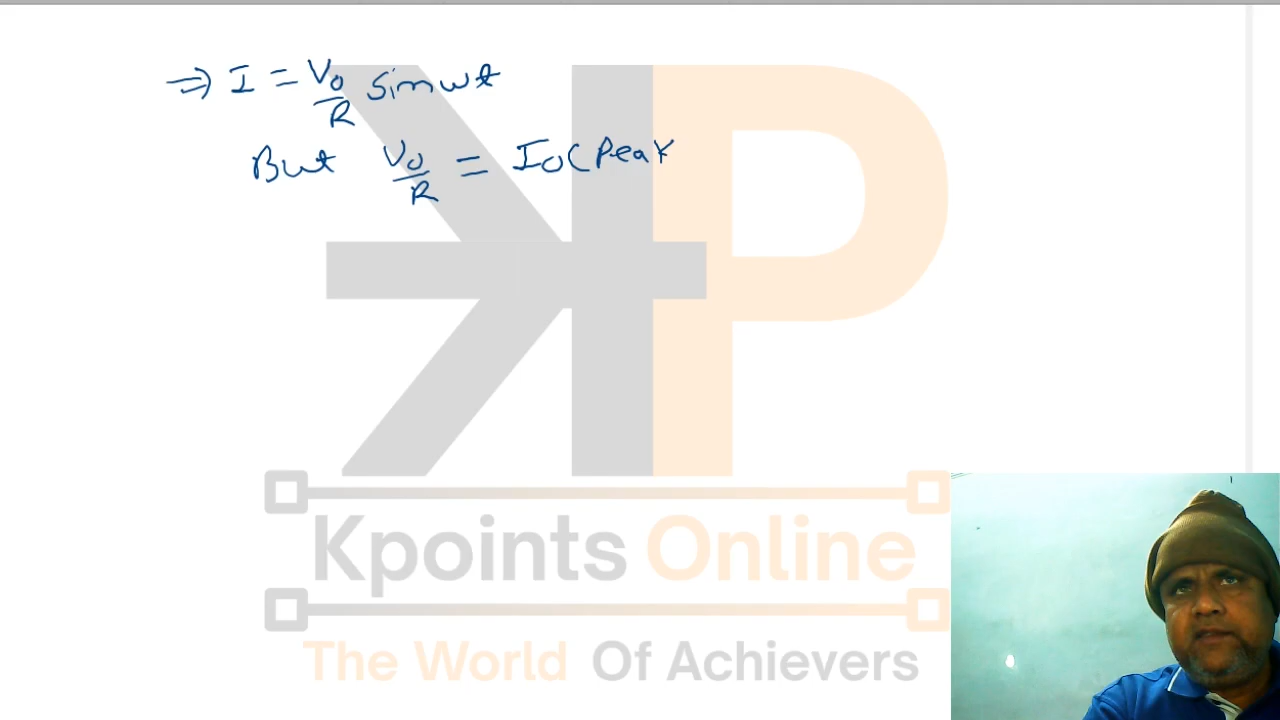 ⇒ I = V₀/R Sinωt
But V₀/R = I₀(Peak
Kpoints Online
The World Of Achievers